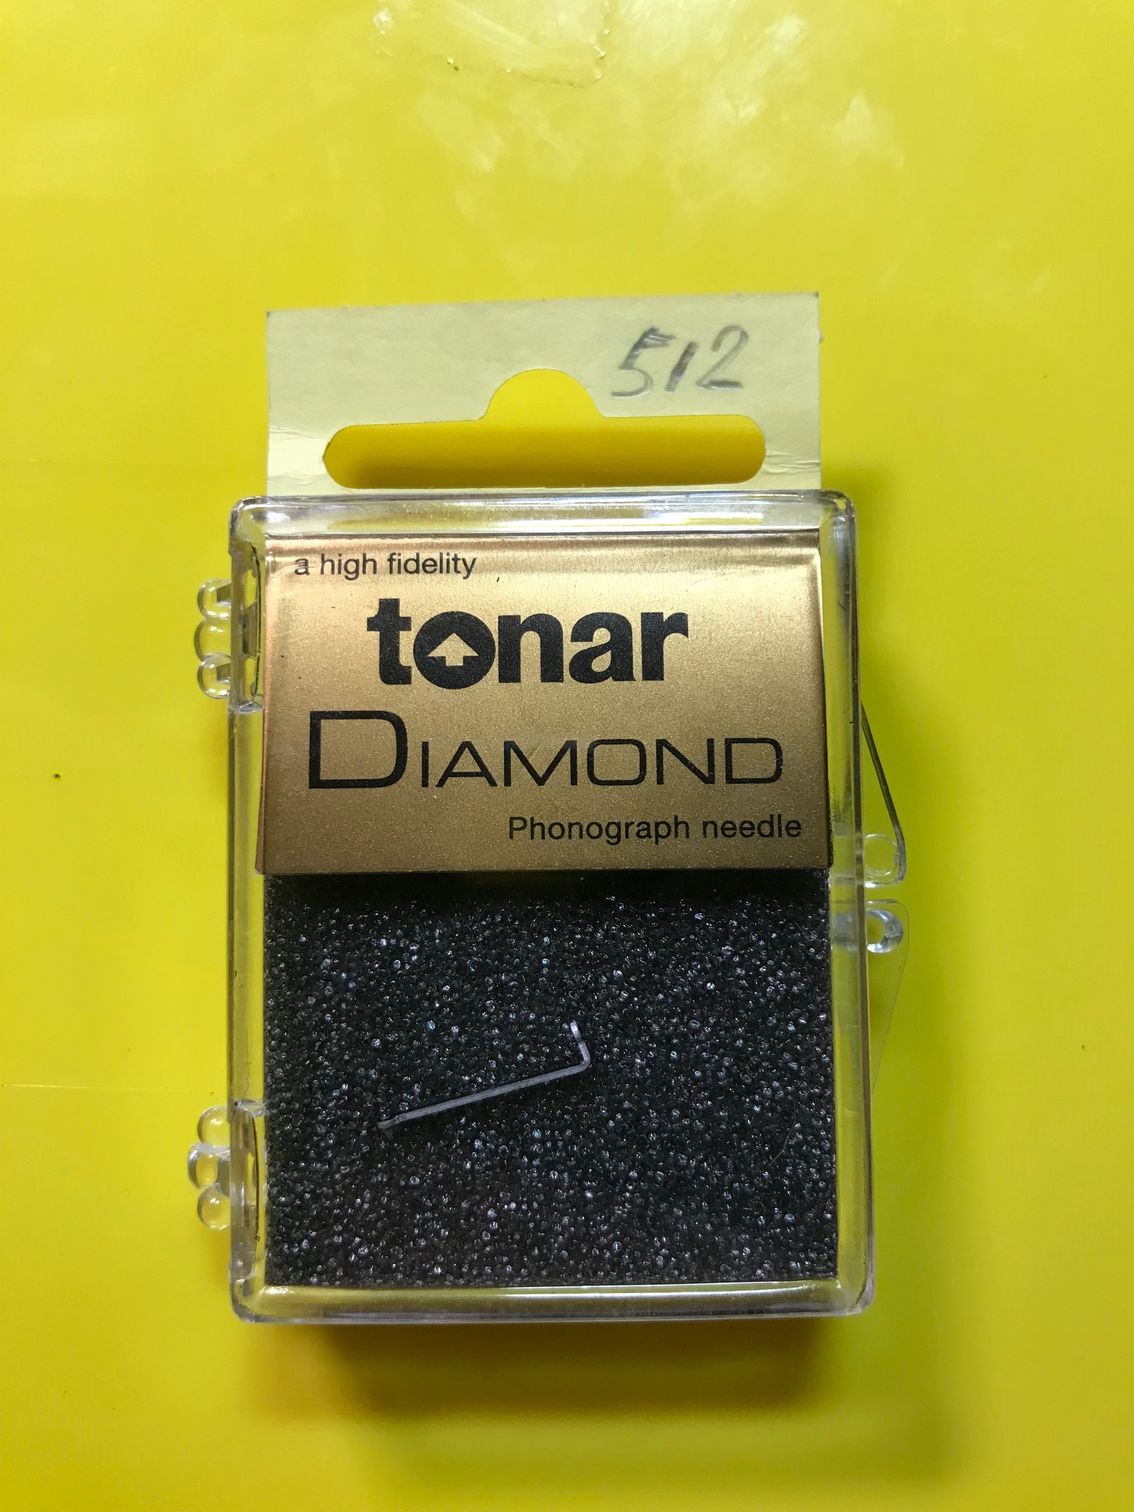 512
a high fidelity
tonar
DIAMOND
Phonograph needle